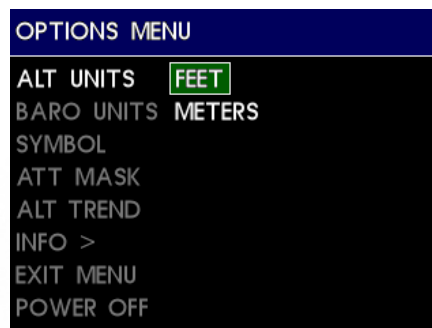 OPTIONS MENU
ALT UNITS FEET
BARO UNITS METERS
SYMBOL
ATT MASK
ALT TREND
INFO >
EXIT MENU
POWER OFF